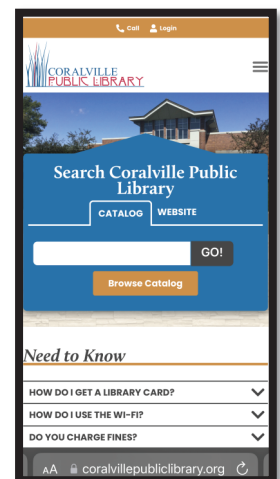 Call Login
CORALVILLE
PUBLIC LIBRARY
Search Coralville Public
Library
CATALOG WEBSITE
GO!
Browse Catalog
Need to Know
HOW DO I GET A LIBRARY CARD?
HOW DO I USE THE WI-FI?
DO YOU CHARGE FINES?
AA coralvillepubliclibrary.org